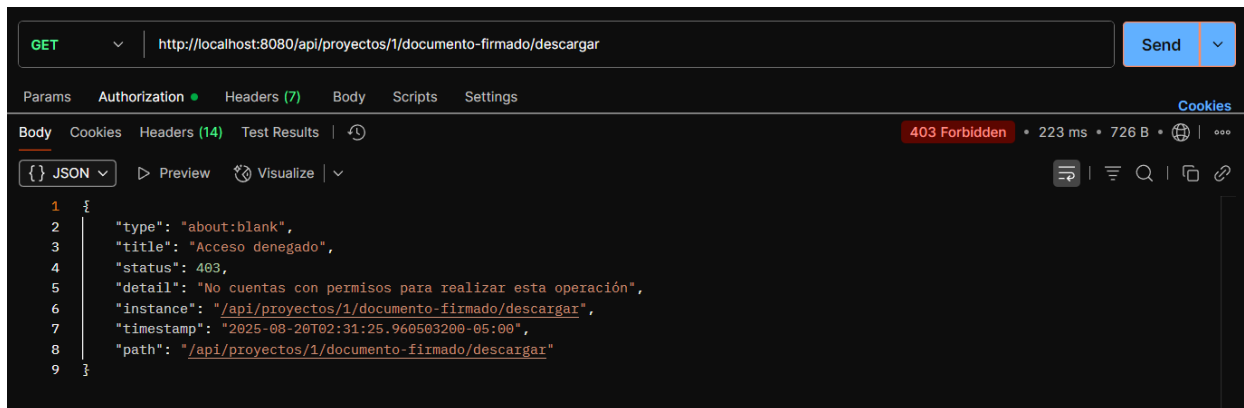 GET http://localhost:8080/api/proyectos/1/documento-firmado/descargar Send
Params Authorization Headers (7) Body Scripts Settings
Cookies
Body Cookies Headers (14) Test Results 403 Forbidden • 223 ms • 726 B •
{} JSON Preview Visualize
1 {
2 "type": "about:blank",
3 "title": "Acceso denegado",
4 "status": 403,
5 "detail": "No cuentas con permisos para realizar esta operación",
6 "instance": "/api/proyectos/1/documento-firmado/descargar",
7 "timestamp": "2025-08-20T02:31:25.960503200-05:00",
8 "path": "/api/proyectos/1/documento-firmado/descargar"
9 }